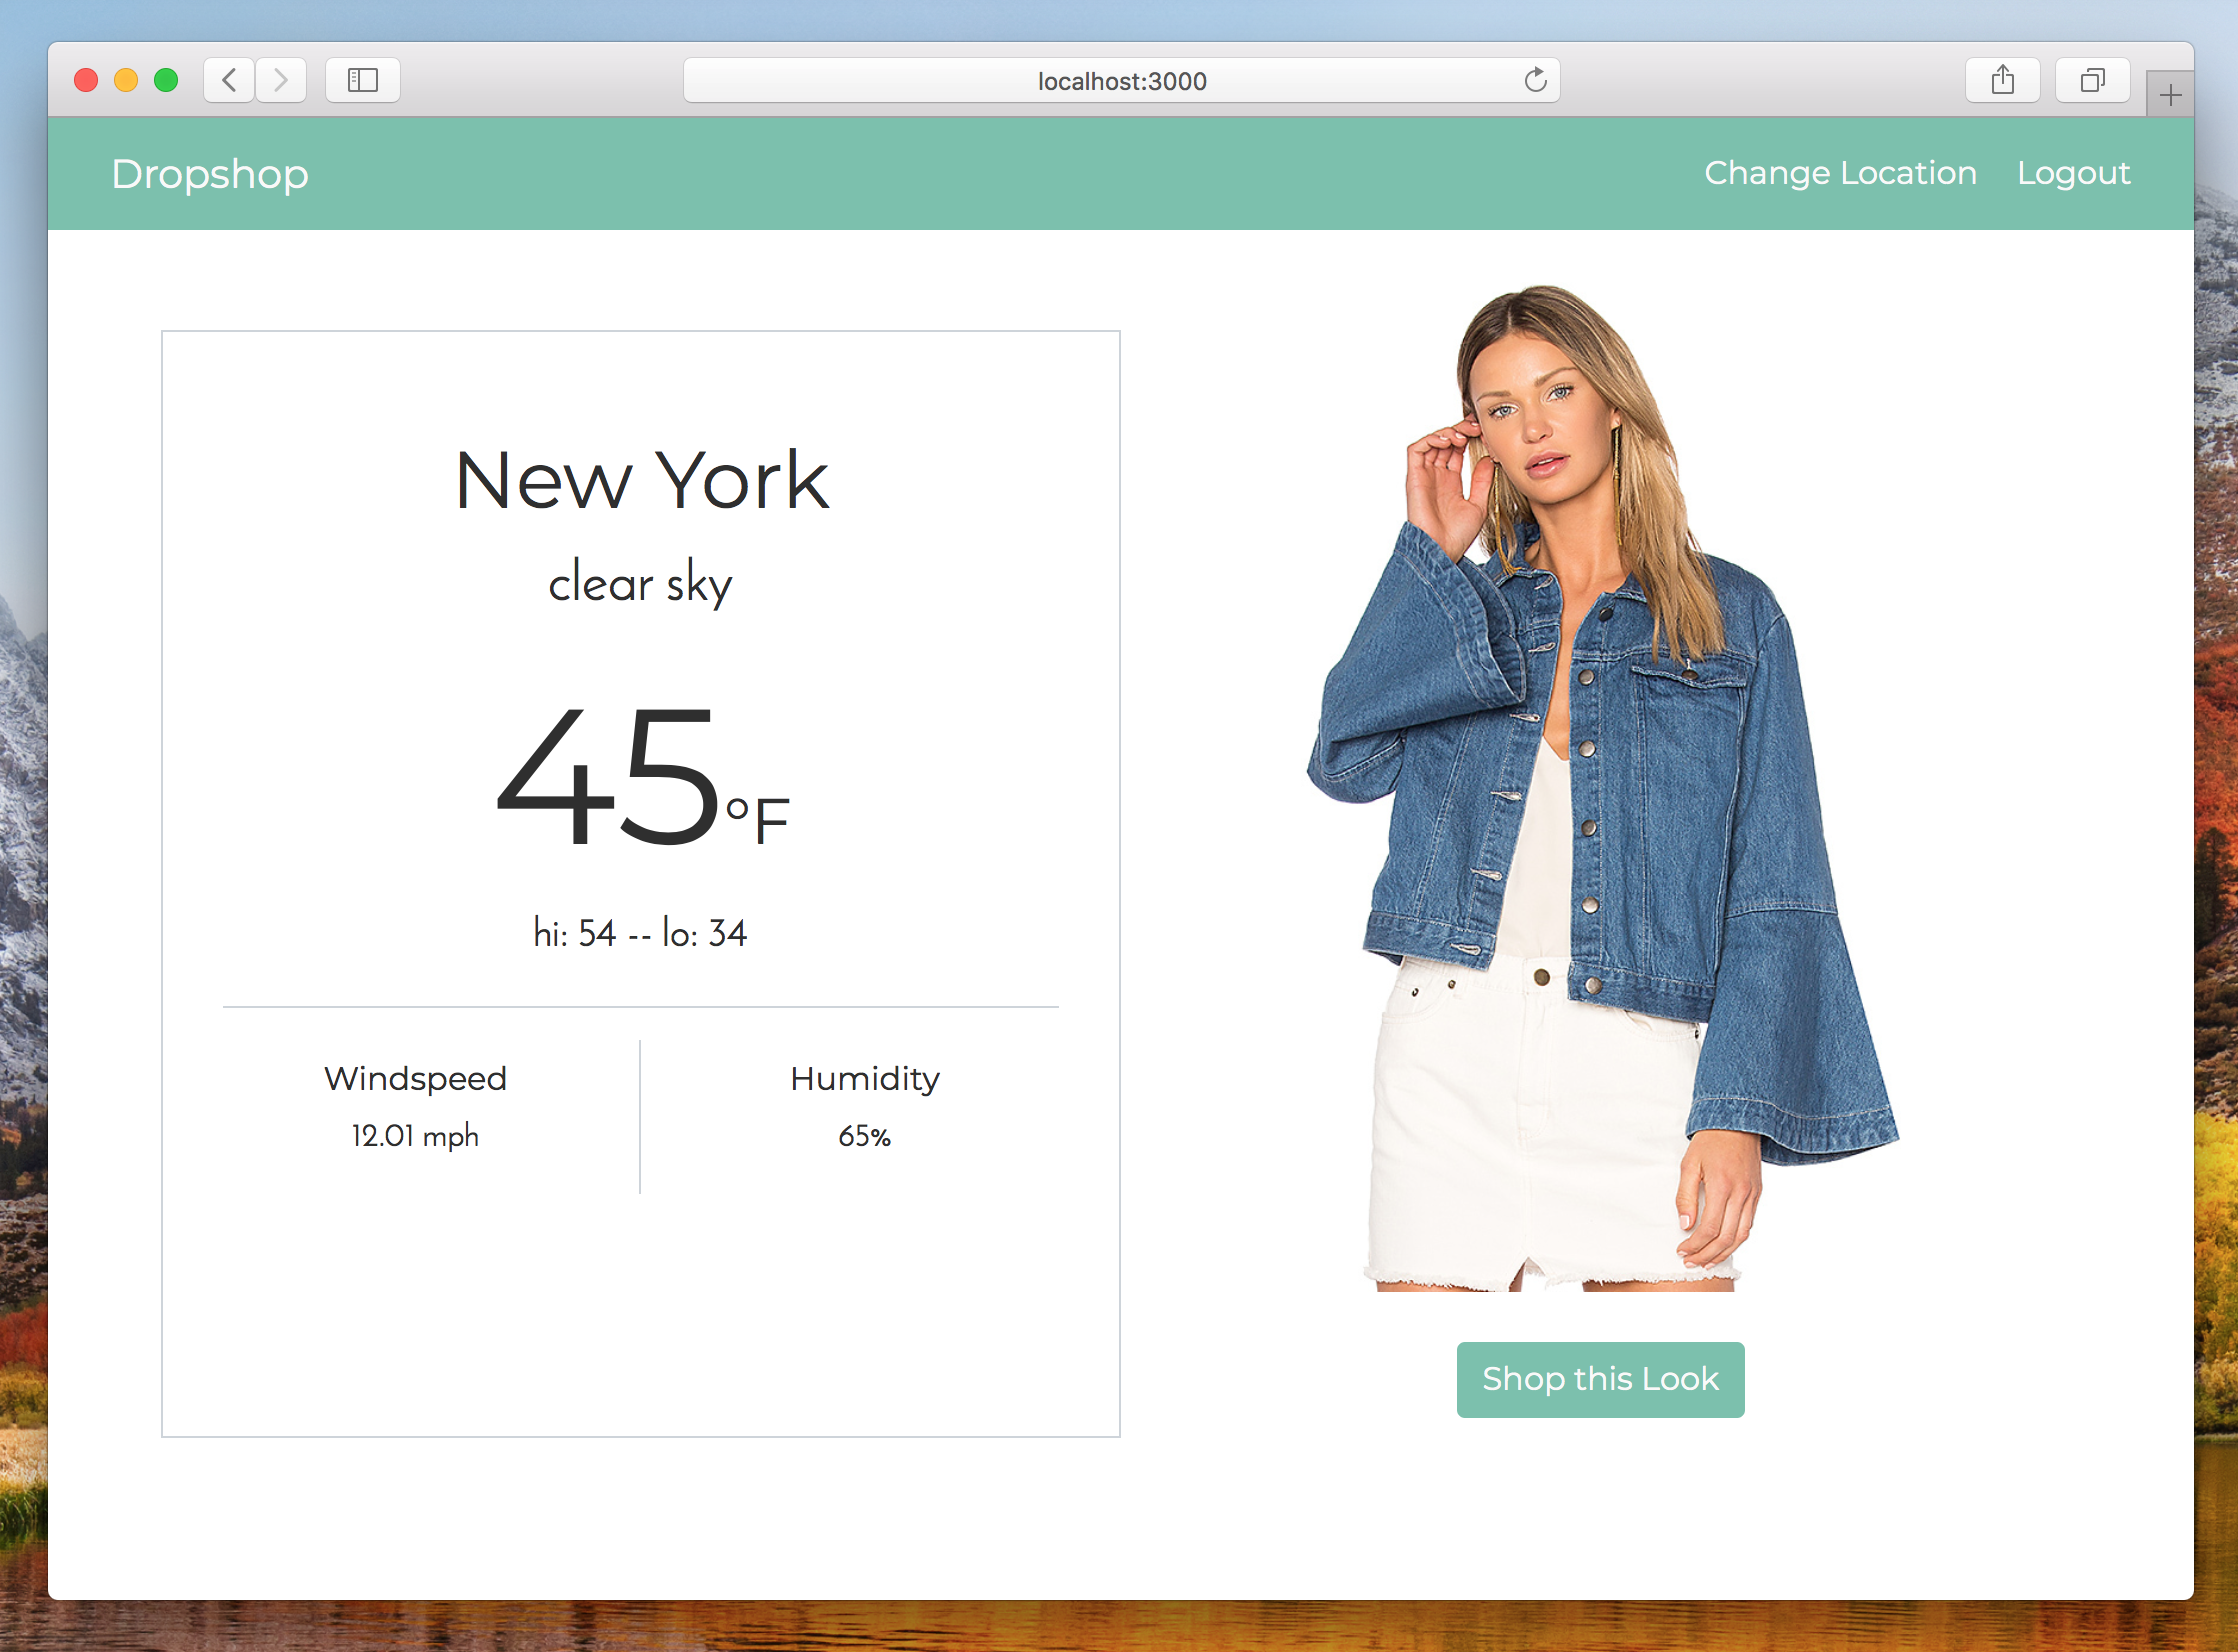 localhost:3000
Dropshop
Change Location
Logout
New York
clear sky
45°F
hi: 54 -- lo: 34
Windspeed
12.01 mph
Humidity
65%
Shop this Look